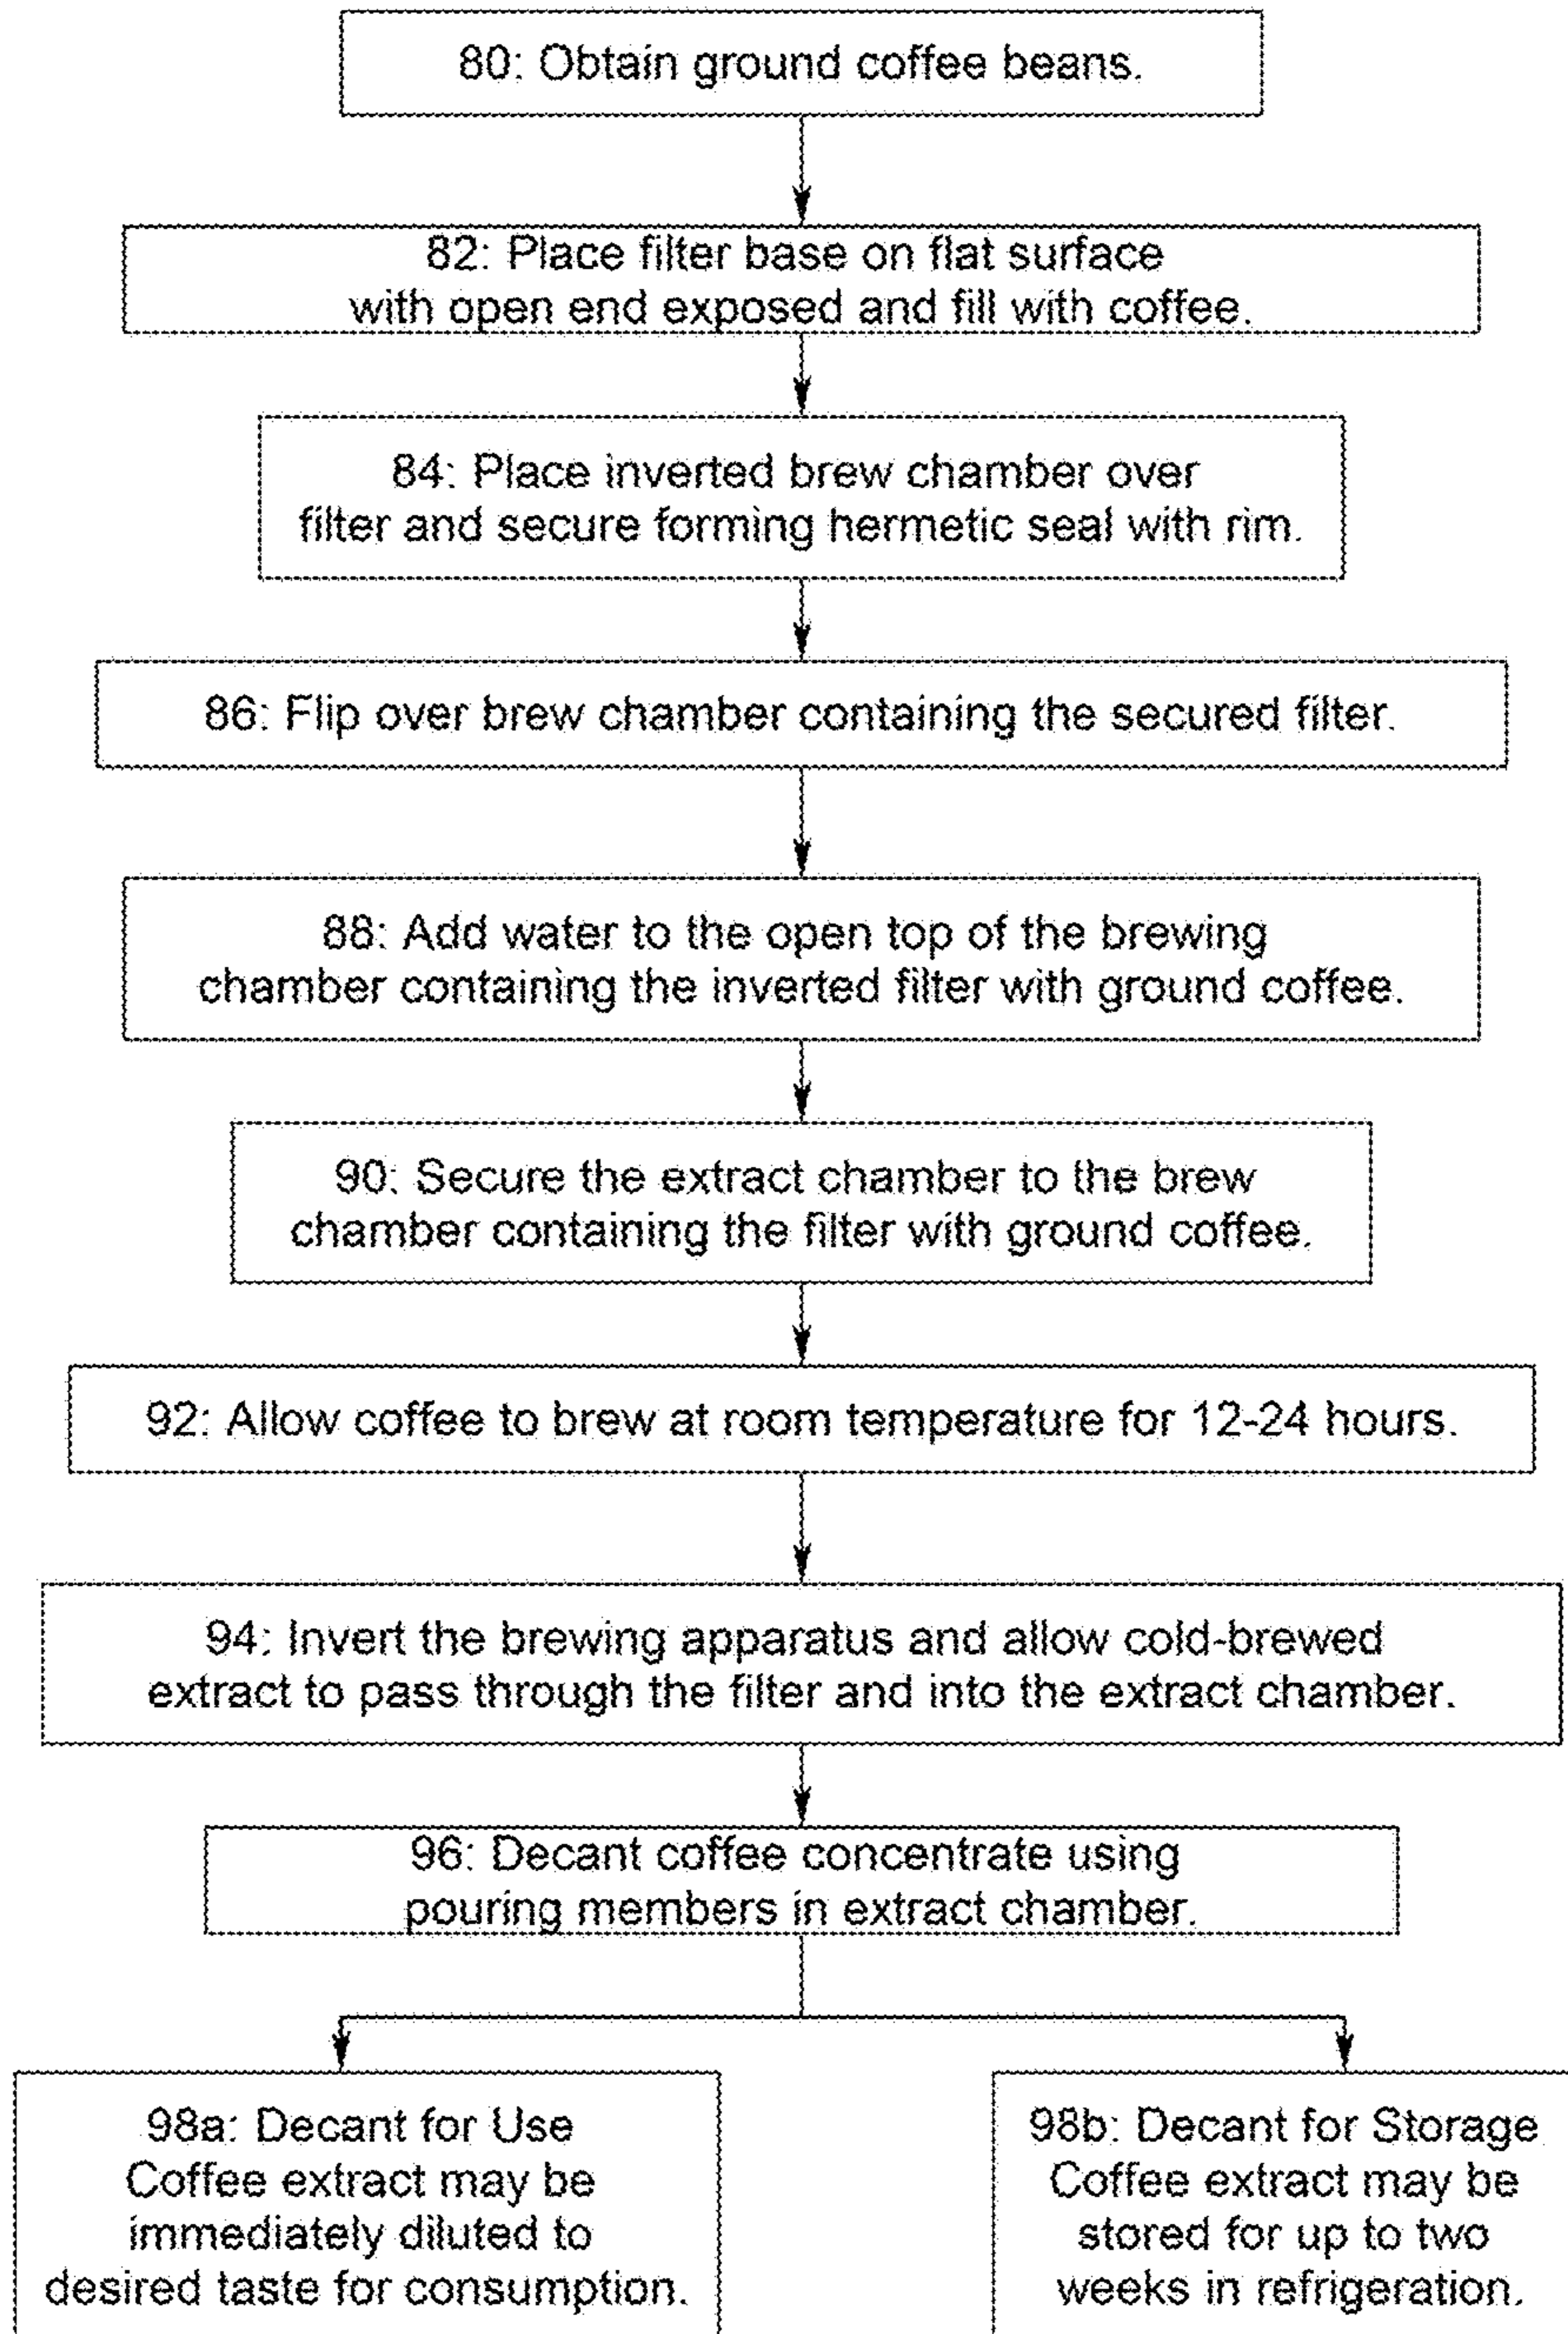 80: Obtain ground coffee beans.
82: Place filter base on flat surface
with open end exposed and fill with coffee.
84: Place inverted brew chamber over
filter and secure forming hermetic seal with rim.
86: Flip over brew chamber containing the secured filter.
88: Add water to the open top of the brewing
chamber containing the inverted filter with ground coffee.
90: Secure the extract chamber to the brew
chamber containing the filter with ground coffee.
92: Allow coffee to brew at room temperature for 12-24 hours.
94: Invert the brewing apparatus and allow cold-brewed
extract to pass through the filter and into the extract chamber.
96: Decant coffee concentrate using
pouring members in extract chamber.
98a: Decant for Use
Coffee extract may be
immediately diluted to
desired taste for consumption.
98b: Decant for Storage
Coffee extract may be
stored for up to two
weeks in refrigeration.